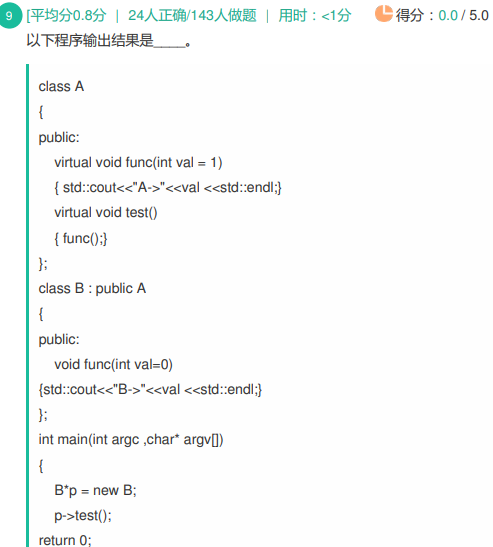 9 [平均分0.8分 | 24人正确/143人做题 | 用时：<1分 得分：0.0 / 5.0
以下程序输出结果是____。
class A
{
public:
virtual void func(int val = 1)
{ std::cout<<"A->"<<val <<std::endl;}
virtual void test()
{ func();}
};
class B : public A
{
public:
void func(int val=0)
{std::cout<<"B->"<<val <<std::endl;}
};
int main(int argc ,char* argv[])
{
B*p = new B;
p->test();
return 0;